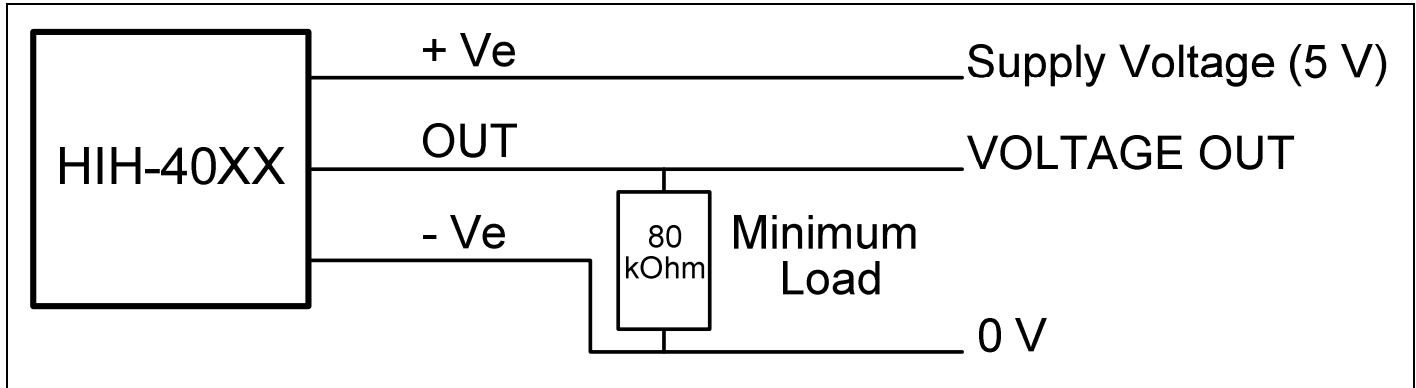 + Ve
Supply Voltage (5 V)
OUT
VOLTAGE OUT
HIH-40XX
- Ve
80
kOhm
Minimum
Load
0 V